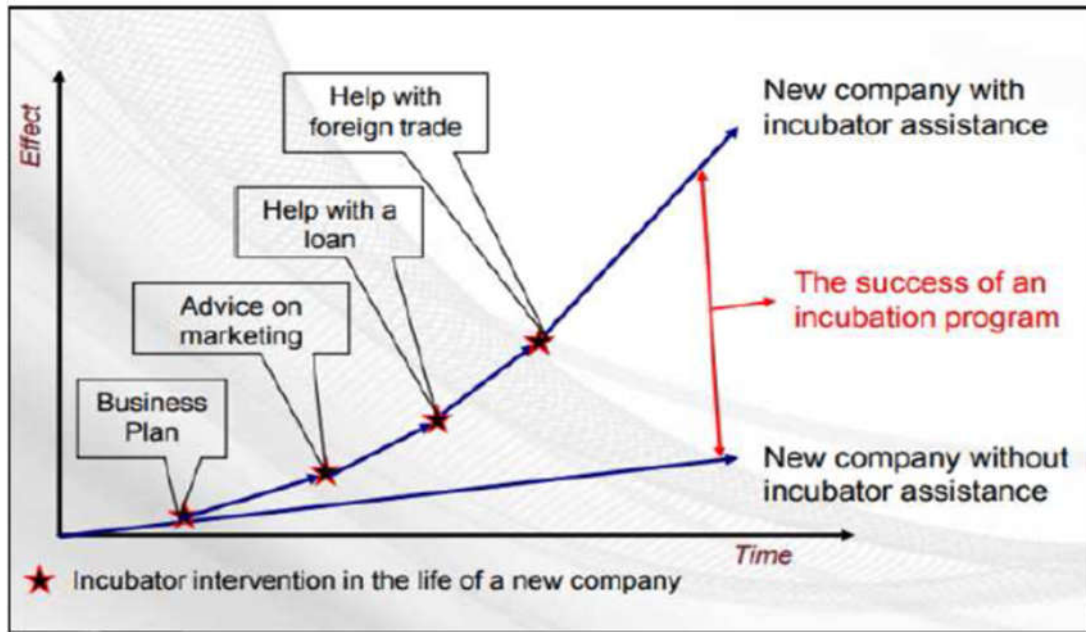 Effect
Help with
foreign trade
Help with a
loan
Advice on
marketing
Business
Plan
New company with
incubator assistance
The success of an
incubation program
New company without
incubator assistance
Time
Incubator intervention in the life of a new company